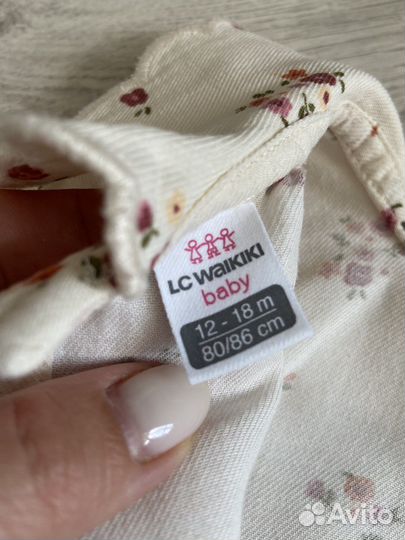 LC WAIKIKI
baby
12 - 18 m
80/86 cm
Avito